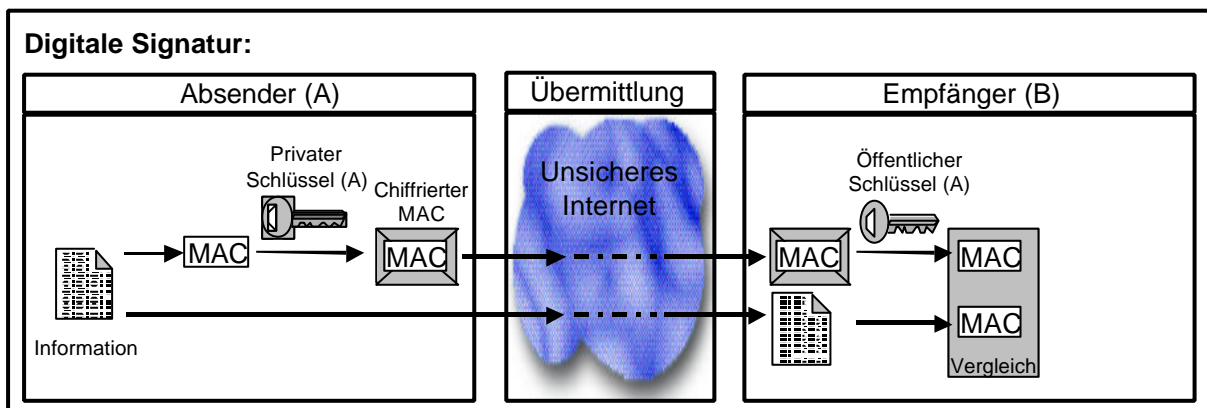 Digitale Signatur:
Absender (A)
Übermittlung
Empfänger (B)
Privater
Schlüssel (A)
Chiffrierter
MAC
MAC
MAC
Information
Unsicheres
Internet
Öffentlicher
Schlüssel (A)
MAC
MAC
MAC
Vergleich